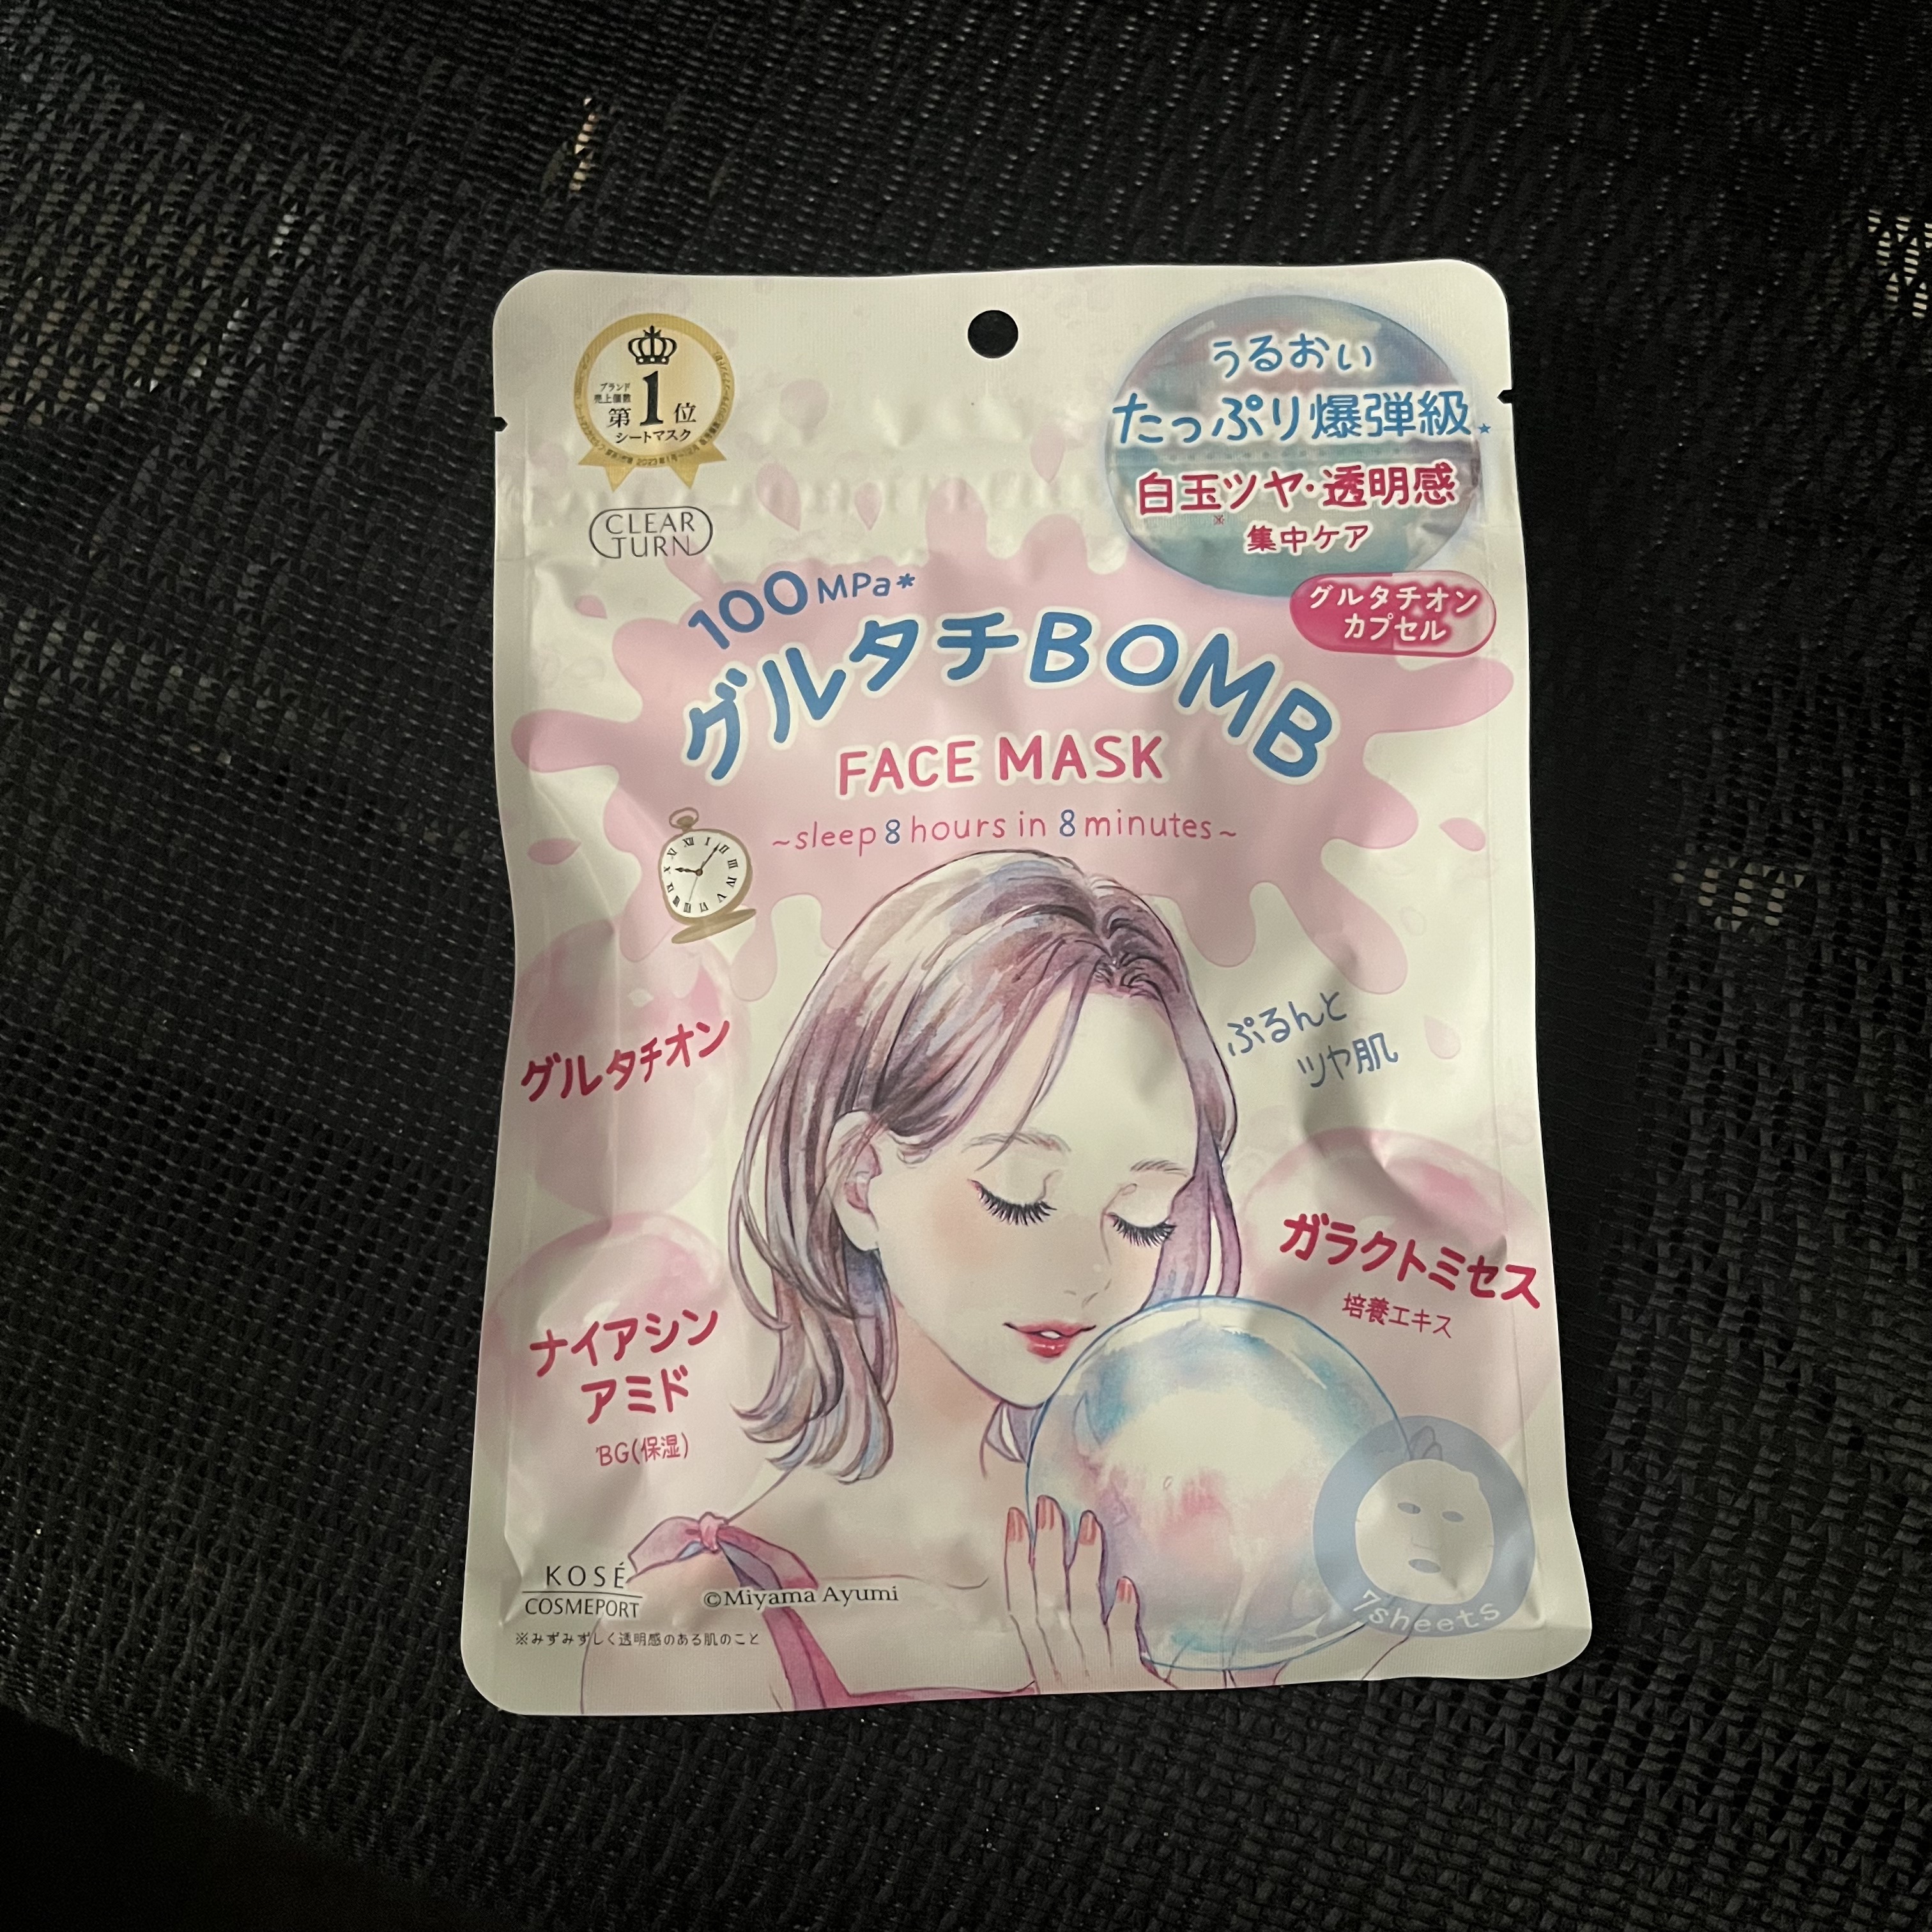 ブランド
売上個数
第1位
シートマスク
CLEAR
TURN
うるおい
たっぷり爆弾級★
白玉ツヤ・透明感
※
集中ケア
グルタチオン
カプセル
100MPa*
グルタチBOMB
FACE MASK
~sleep 8 hours in 8 minutes~
グルタチオン
ぷるんと
ツヤ肌
ガラクトミセス
培養エキス
ナイアシン
アミド
BG(保湿)
7sheets
KOSÉ
COSMEPORT
©Miyama Ayumi
※みずみずしく透明感のある肌のこと